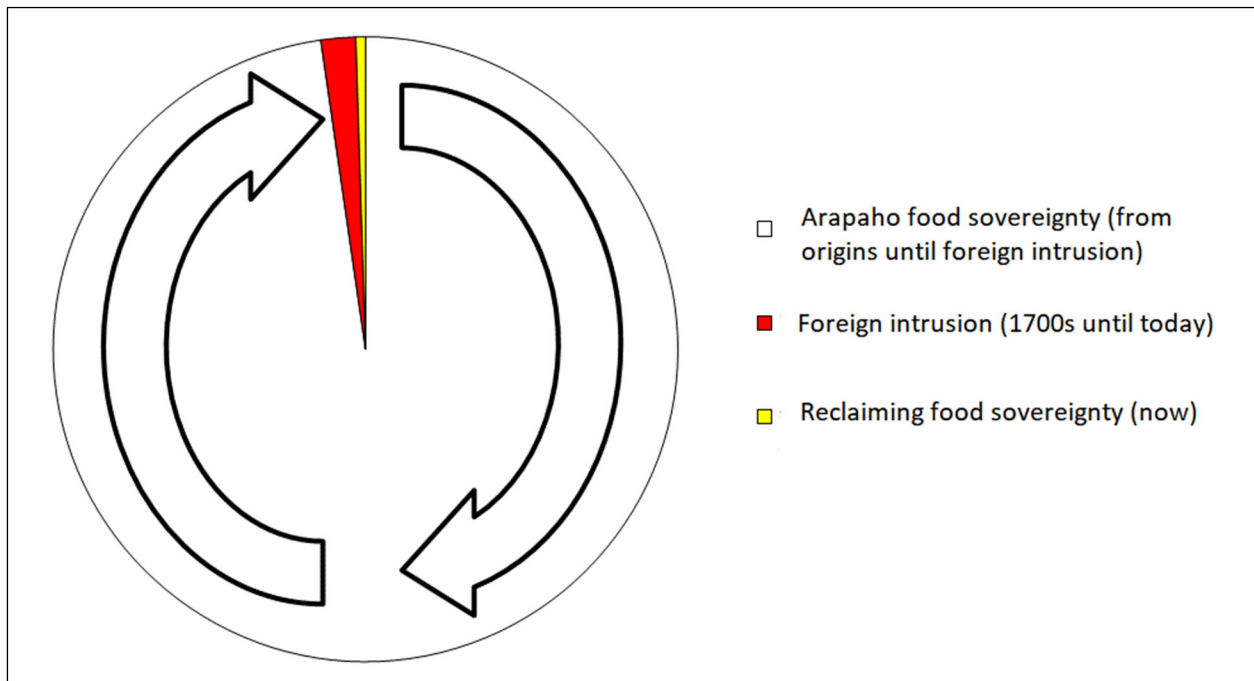 Arapaho food sovereignty (from
origins until foreign intrusion)
Foreign intrusion (1700s until today)
Reclaiming food sovereignty (now)